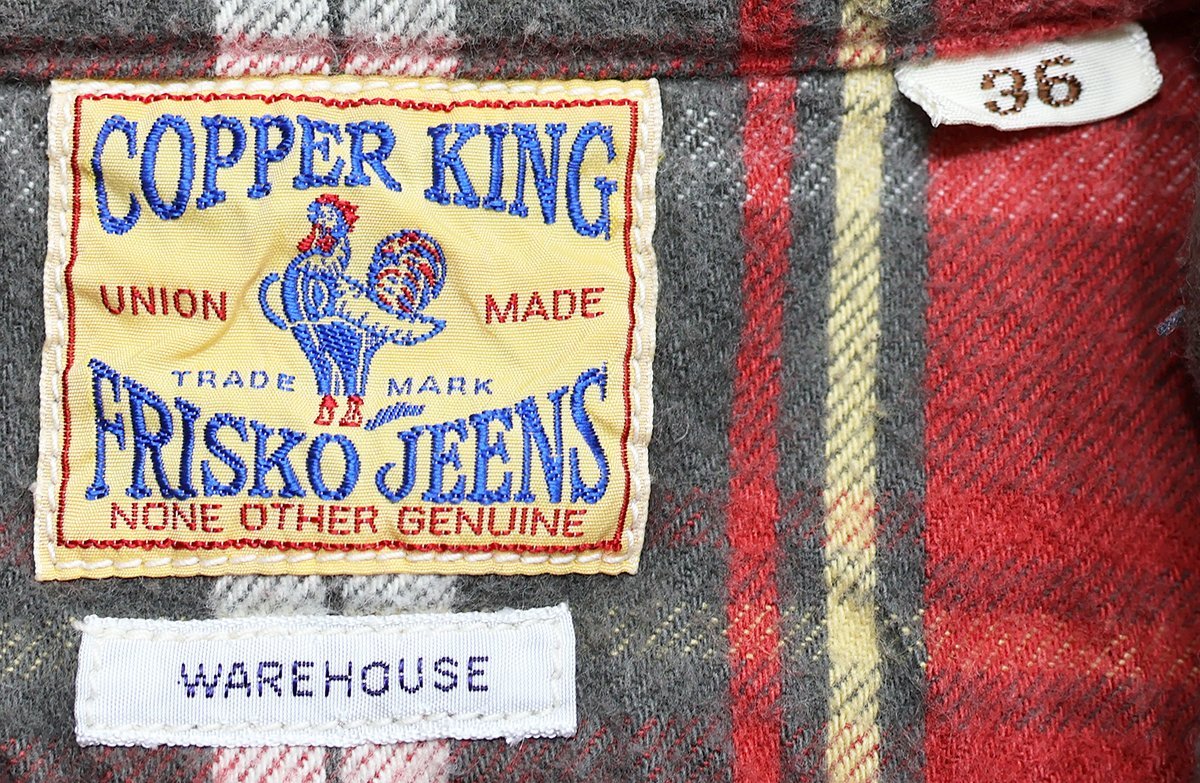 COPPER KING
UNION MADE
TRADE MARK
FRISKO JEENS
NONE OTHER GENUINE
WAREHOUSE
36